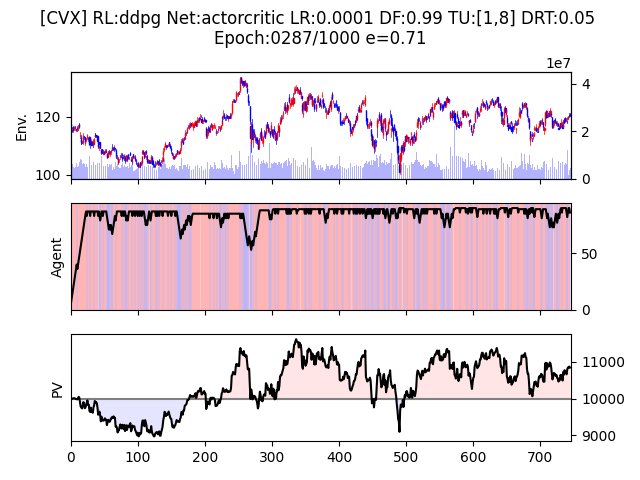 [CVX] RL:ddpg Net:actorcritic LR:0.0001 DF:0.99 TU:[1,8] DRT:0.05
Epoch:0287/1000 e=0.71
1e7
Env.
120
100
4
2
0
Agent
50
0
PV
11000
10000
9000
0 100 200 300 400 500 600 700